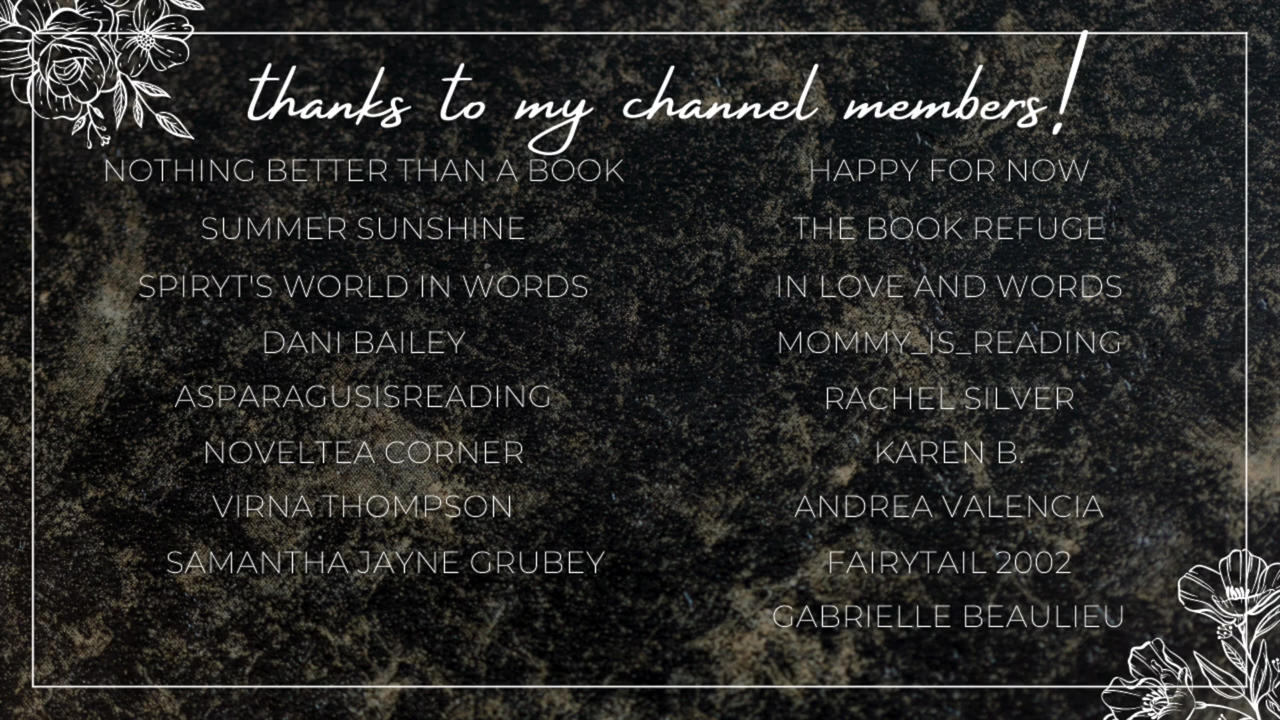 thanks to my channel members!
NOTHING BETTER THAN A BOOK
SUMMER SUNSHINE
SPIRYT'S WORLD IN WORDS
DANI BAILEY
ASPARAGUSISREADING
NOVELTEA CORNER
VIRNA THOMPSON
SAMANTHA JAYNE GRUBEY
HAPPY FOR NOW
THE BOOK REFUGE
IN LOVE AND WORDS
MOMMY_IS_READING
RACHEL SILVER
KAREN B.
ANDREA VALENCIA
FAIRYTAIL 2002
GABRIELLE BEAULIEU